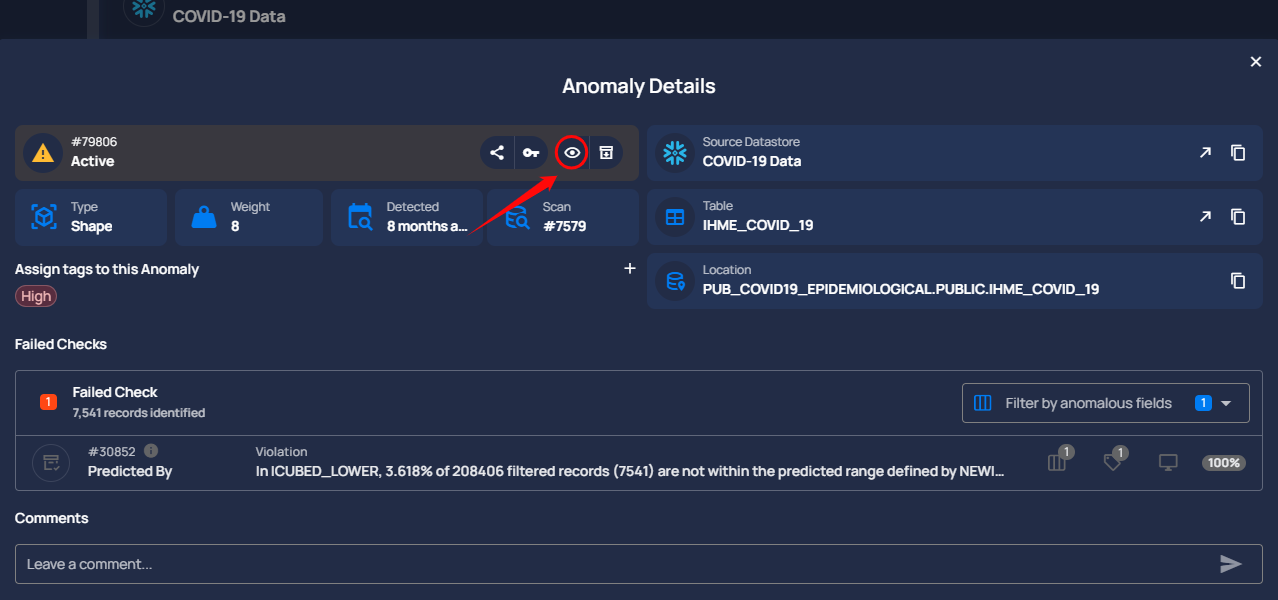 COVID-19 Data
Anomaly Details
#79806
Active
Source Datastore
COVID-19 Data
Type
Shape
Weight
8
Detected
8 months a...
Scan
#7579
Table
IHME_COVID_19
Assign tags to this Anomaly
High
Location
PUB_COVID19_EPIDEMIOLOGICAL.PUBLIC.IHME_COVID_19
Failed Checks
1
Failed Check
7,541 records identified
Filter by anomalous fields
1
#30852
Predicted By
Violation
In ICUBED_LOWER, 3.618% of 208406 filtered records (7541) are not within the predicted range defined by NEWI...
1
1
100%
Comments
Leave a comment...